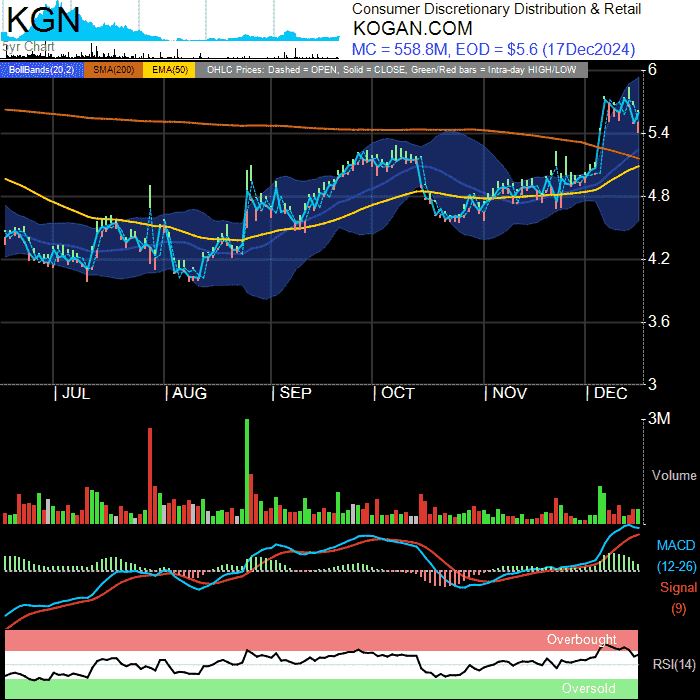 KGN
5yr Chart
Consumer Discretionary Distribution & Retail
KOGAN.COM
MC = 558.8M, EOD = $5.6 (17Dec2024)
BollBands(20,2) SMA(200) EMA(50) OHLC Prices: Dashed = OPEN, Solid = CLOSE, Green/Red bars = Intra-day HIGH/LOW
6
5.4
4.8
4.2
3.6
3
| JUL | AUG | SEP | OCT | NOV | DEC
3M
Volume
MACD
(12-26)
Signal
(9)
Overbought
RSI(14)
Oversold